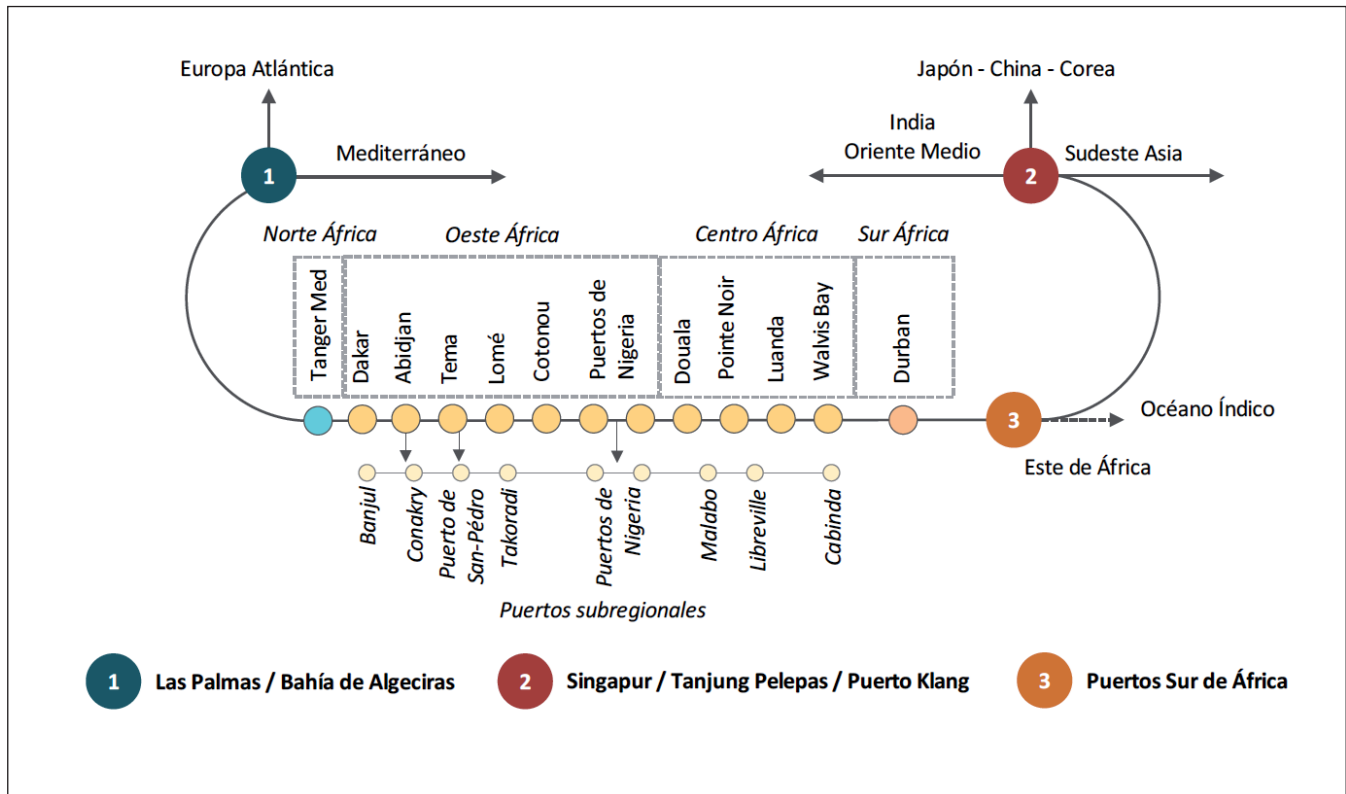 Europa Atlántica
Japón - China - Corea
1
Mediterráneo
India
Oriente Medio
2
Sudeste Asia
Norte África
Oeste África
Centro África
Sur África
Tanger Med
Dakar
Abidjan
Tema
Lomé
Cotonou
Puertos de
Nigeria
Douala
Pointe Noir
Luanda
Walvis Bay
Durban
3
Océano Índico
Este de África
Banjul
Conakry
Puerto de
San-Pédro
Takoradi
Puertos de
Nigeria
Malabo
Libreville
Cabinda
Puertos subregionales
1 Las Palmas / Bahía de Algeciras
2 Singapur / Tanjung Pelepas / Puerto Klang
3 Puertos Sur de África